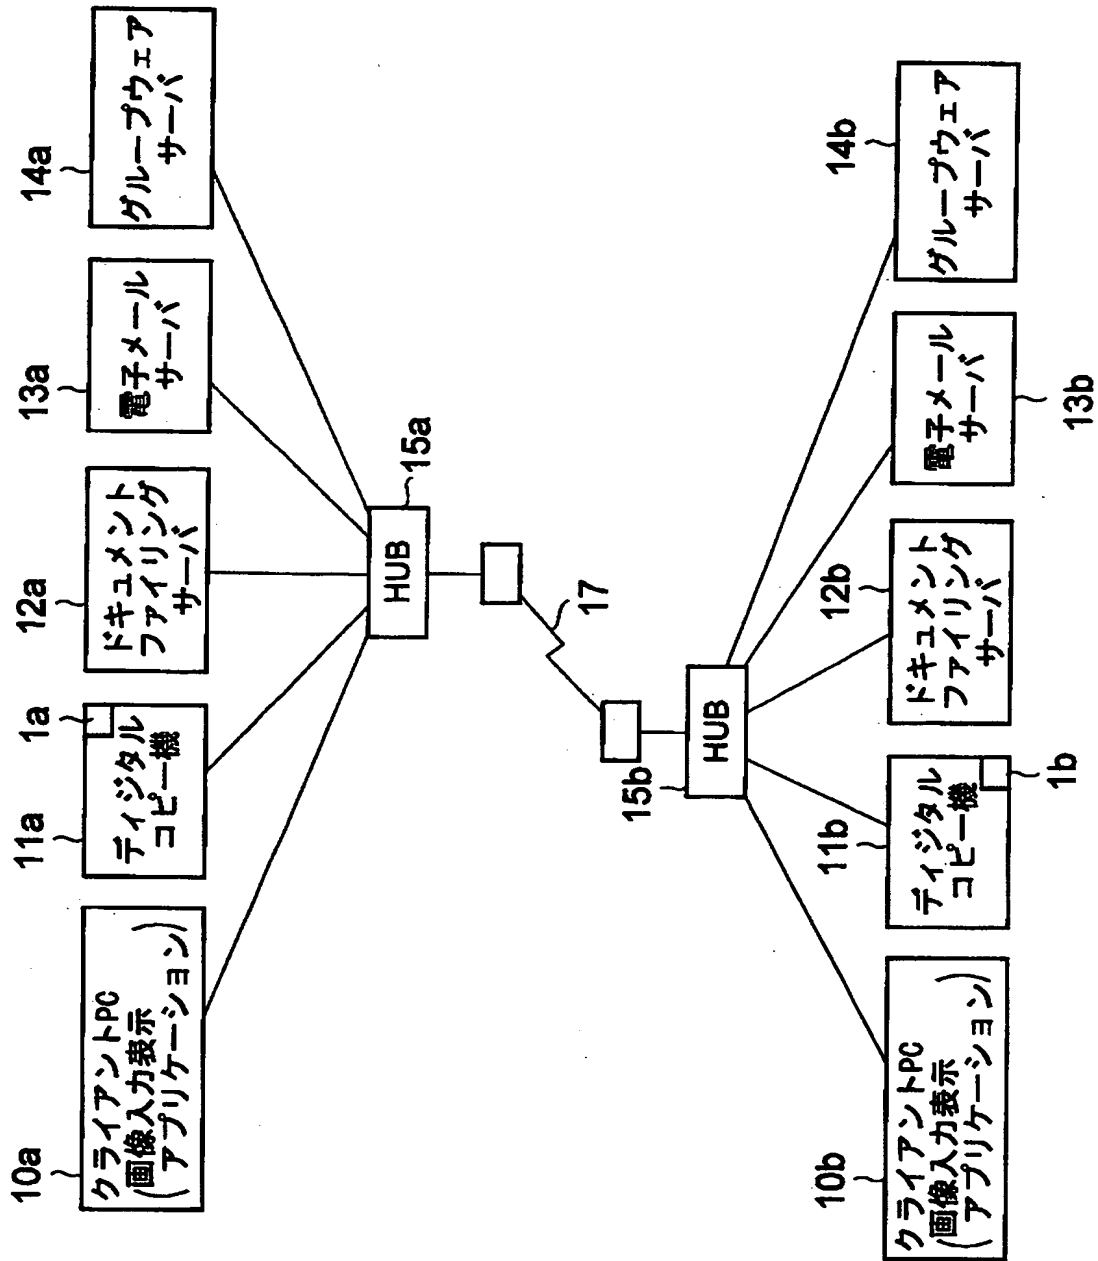 10a
クライアントPC
(画像入力表示
アプリケーション)
11a
1a
ディジタル
コピー機
12a
ドキュメント
ファイリング
サーバ
13a
電子メール
サーバ
14a
グループウェア
サーバ
HUB
15a
17
15b
HUB
10b
クライアントPC
(画像入力表示
アプリケーション)
11b
ディジタル
コピー機
1b
12b
ドキュメント
ファイリング
サーバ
電子メール
サーバ
13b
14b
グループウェア
サーバ